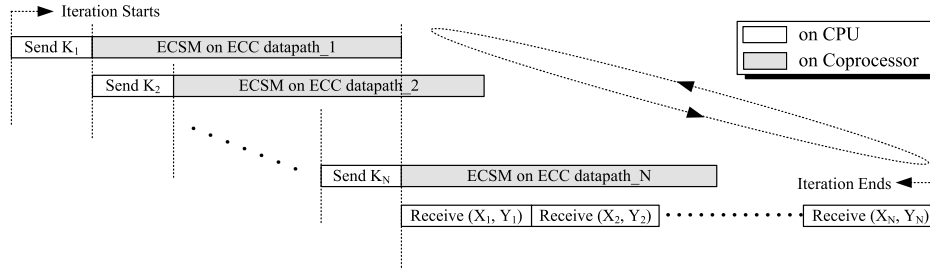 Iteration Starts
Send K1
ECSM on ECC datapath_1
on CPU
on Coprocessor
Send K2
ECSM on ECC datapath_2
Send KN
ECSM on ECC datapath_N
Iteration Ends
Receive (X1, Y1)
Receive (X2, Y2)
Receive (XN, YN)